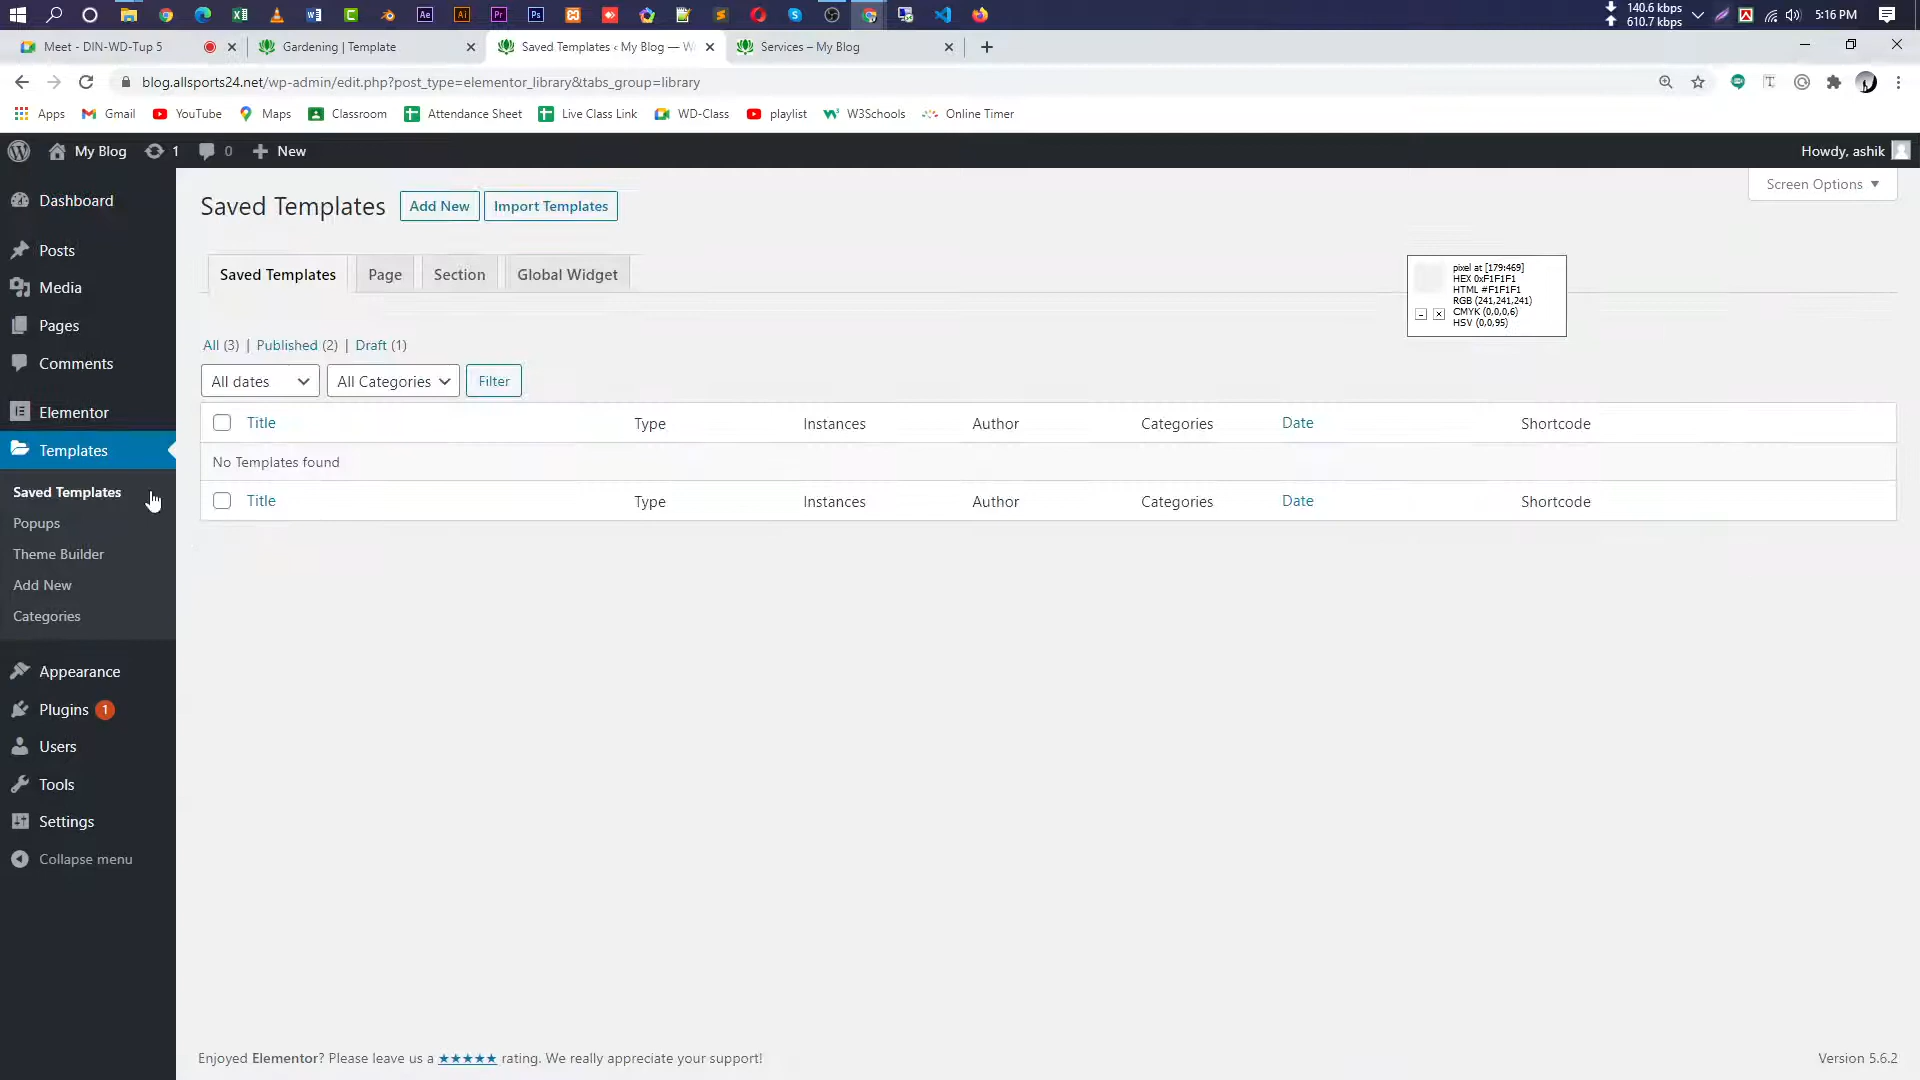 140.6 kbps
610.7 kbps
5:16 PM
Meet - DIN-WD-Tup 5
Gardening | Template
Saved Templates ‹ My Blog — W
Services – My Blog
blog.allsports24.net/wp-admin/edit.php?post_type=elementor_library&tabs_group=library
Apps
Gmail
YouTube
Maps
Classroom
Attendance Sheet
Live Class Link
WD-Class
playlist
W3Schools
Online Timer
My Blog
1
0
New
Howdy, ashik
Screen Options
Dashboard
Posts
Media
Pages
Comments
Elementor
Templates
Saved Templates
Popups
Theme Builder
Add New
Categories
Appearance
Plugins 1
Users
Tools
Settings
Collapse menu
Saved Templates
Add New
Import Templates
Saved Templates
Page
Section
Global Widget
pixel at [179:469]
HEX 0xF1F1F1
HTML #F1F1F1
RGB (241,241,241)
CMYK (0,0,0,6)
HSV (0,0,95)
All (3) | Published (2) | Draft (1)
All dates
All Categories
Filter
Title Type Instances Author Categories Date Shortcode
No Templates found
Title Type Instances Author Categories Date Shortcode
Enjoyed Elementor? Please leave us a ★★★★★ rating. We really appreciate your support!
Version 5.6.2